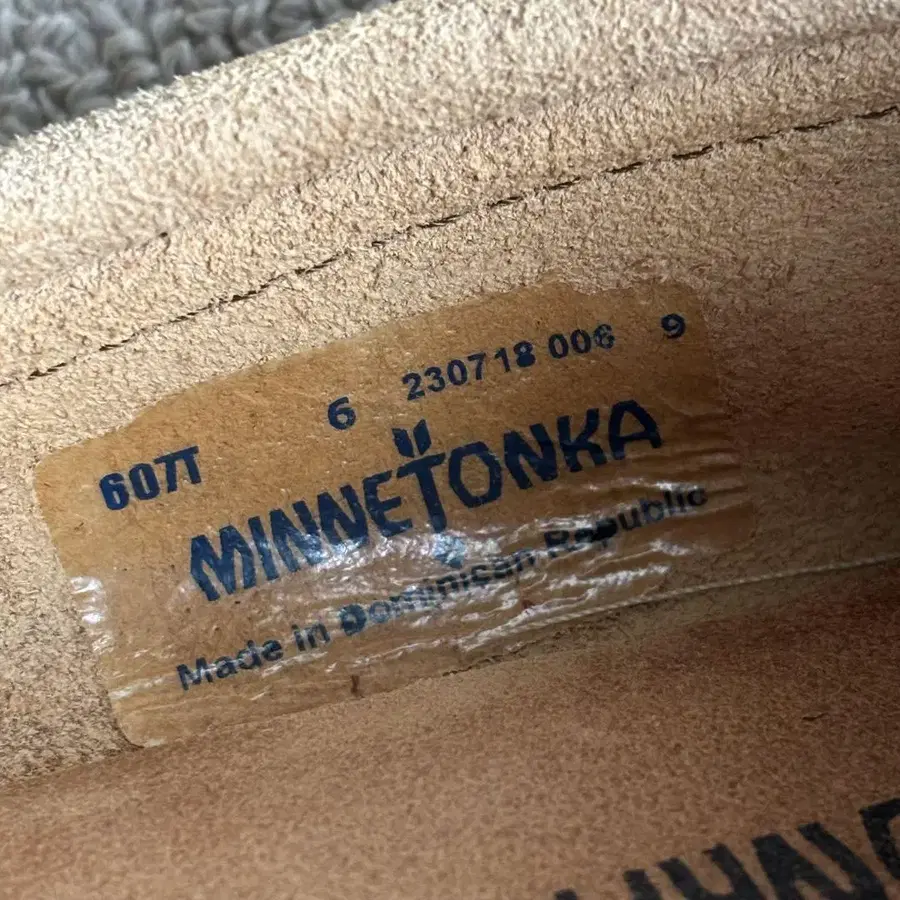 607T 6 230718 006 9
MINNETONKA
Made in Dominican Republic